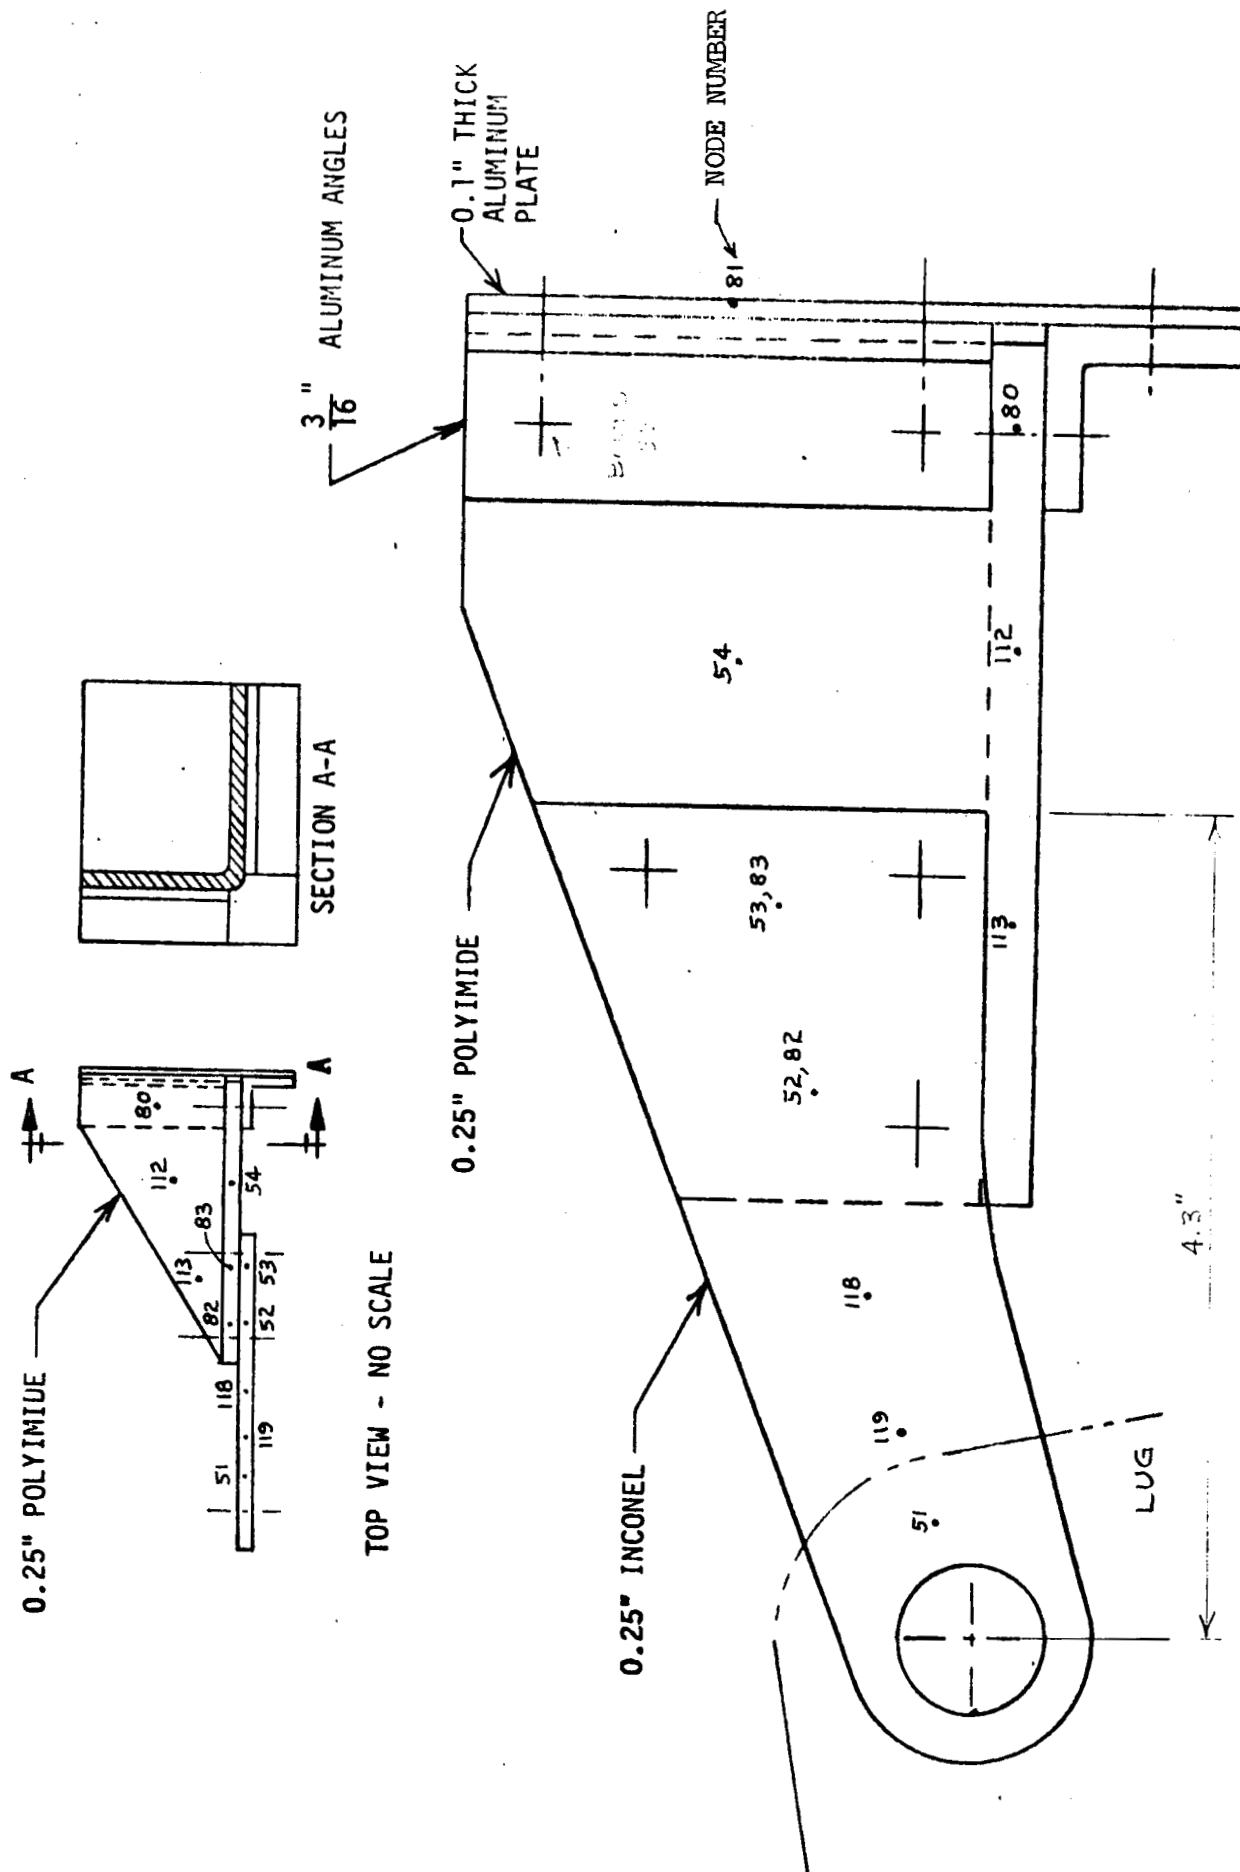 A
A
0.25" POLYIMIDE
180
112
54
83
113
82
53
52
118
51
119
TOP VIEW - NO SCALE
SECTION A-A
3/16" ALUMINUM ANGLES
0.1" THICK
ALUMINUM
PLATE
NODE NUMBER
81
80
0.25" POLYIMIDE
54
112
53,83
113
52,82
118
119
0.25" INCONEL
51
LUG
4.3"